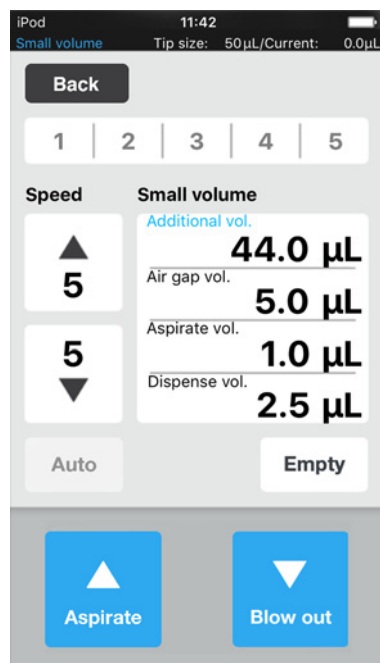 iPod 11:42
Small volume Tip size: 50µL/Current: 0.0µL
Back
1 2 3 4 5
Speed Small volume
Additional vol.
44.0 µL
5
Air gap vol.
5.0 µL
5
Aspirate vol.
1.0 µL
Dispense vol.
2.5 µL
Auto Empty
Aspirate Blow out